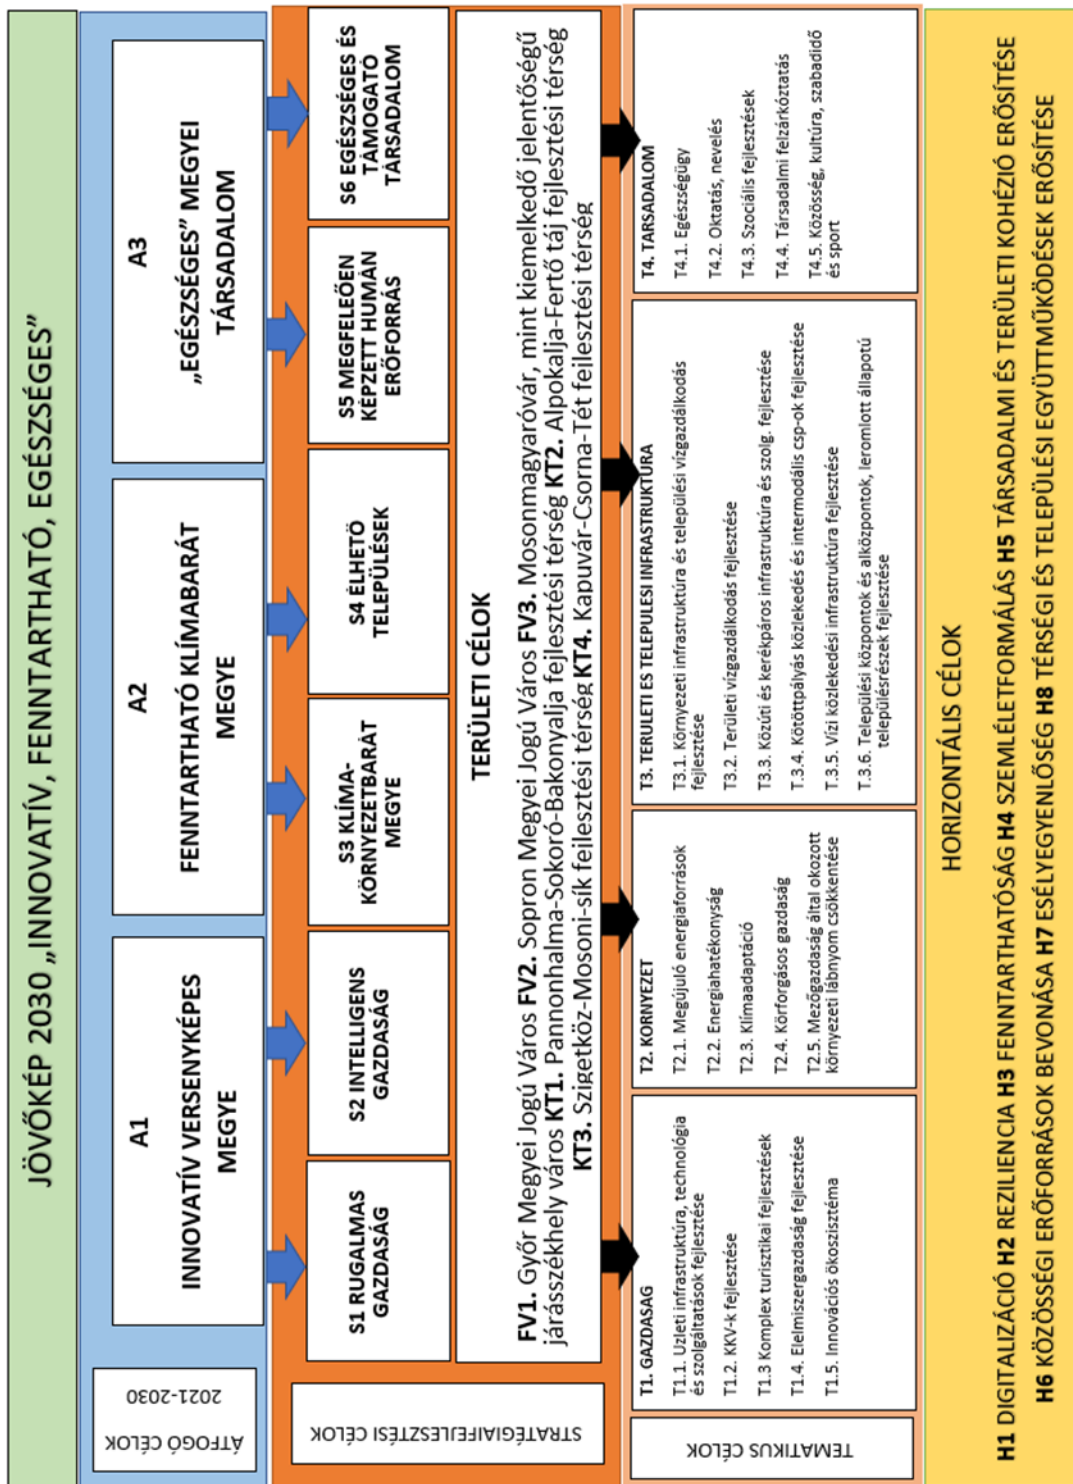 JÖVŐKÉP 2030 „INNOVATÍV, FENNTARTHATÓ, EGÉSZSÉGES”
ÁTFOGÓ CÉLOK
2021-2030
A1
INNOVATÍV VERSENYKÉPES
MEGYE
A2
FENNTARTHATÓ KLÍMABARÁT
MEGYE
A3
„EGÉSZSÉGES” MEGYEI
TÁRSADALOM
STRATÉGIAIFEJLESZTÉSI CÉLOK
S1 RUGALMAS
GAZDASÁG
S2 INTELLIGENS
GAZDASÁG
S3 KLÍMA-
KÖRNYEZETBARÁT
MEGYE
S4 ÉLHETŐ
TELEPÜLÉSEK
S5 MEGFELEŐEN
KÉPZETT HUMÁN
ERŐFORRÁS
S6 EGÉSZSÉGES ÉS
TÁMOGATÓ
TÁRSADALOM
TERÜLETI CÉLOK
FV1. Győr Megyei Jogú Város FV2. Sopron Megyei Jogú Város FV3. Mosonmagyaróvár, mint kiemelkedő jelentőségű
járásszékhely város KT1. Pannonhalma-Sokoró-Bakonyalja fejlesztési térség KT2. Alpokalja-Fertő táj fejlesztési térség
KT3. Szigetköz-Mosoni-sík fejlesztési térség KT4. Kapuvár-Csorna-Tét fejlesztési térség
TEMATIKUS CÉLOK
T1. GAZDASÁG
T1.1. Üzleti infrastruktúra, technológia
és szolgáltatások fejlesztése
T1.2. KKV-k fejlesztése
T1.3 Komplex turisztikai fejlesztések
T1.4. Élelmiszergazdaság fejlesztése
T1.5. Innovációs ökoszisztéma
T2. KÖRNYEZET
T2.1. Megújuló energiaforrások
T2.2. Energiahatékonyság
T2.3. Klímaadaptáció
T2.4. Körforgásos gazdaság
T2.5. Mezőgazdaság által okozott
környezeti lábnyom csökkentése
T3. TERÜLETI ÉS TELEPÜLÉSI INFRASTRUKTÚRA
T3.1. Környezeti infrastruktúra és települési vízgazdálkodás
fejlesztése
T3.2. Területi vízgazdálkodás fejlesztése
T3.3. Közúti és kerékpáros infrastruktúra és szolg. fejlesztése
T.3.4. Kötöttpályás közlekedés és intermodális csp-ok fejlesztése
T.3.5. Vízi közlekedési infrastruktúra fejlesztése
T.3.6. Települési központok és alközpontok, leromlott állapotú
településrészek fejlesztése
T4. TÁRSADALOM
T4.1. Egészségügy
T4.2. Oktatás, nevelés
T4.3. Szociális fejlesztések
T4.4. Társadalmi felzárkóztatás
T4.5. Közösség, kultúra, szabadidő
és sport
HORIZONTÁLIS CÉLOK
H1 DIGITALIZÁCIÓ H2 REZILIENCIA H3 FENNTARTHATÓSÁG H4 SZEMLÉLETFORMÁLÁS H5 TÁRSADALMI ÉS TERÜLETI KOHÉZIÓ ERŐSÍTÉSE
H6 KÖZÖSSÉGI ERŐFORRÁSOK BEVONÁSA H7 ESÉLYEGYENLŐSÉG H8 TÉRSÉGI ÉS TELEPÜLÉSI EGYÜTTMŰKÖDÉSEK ERŐSÍTÉSE